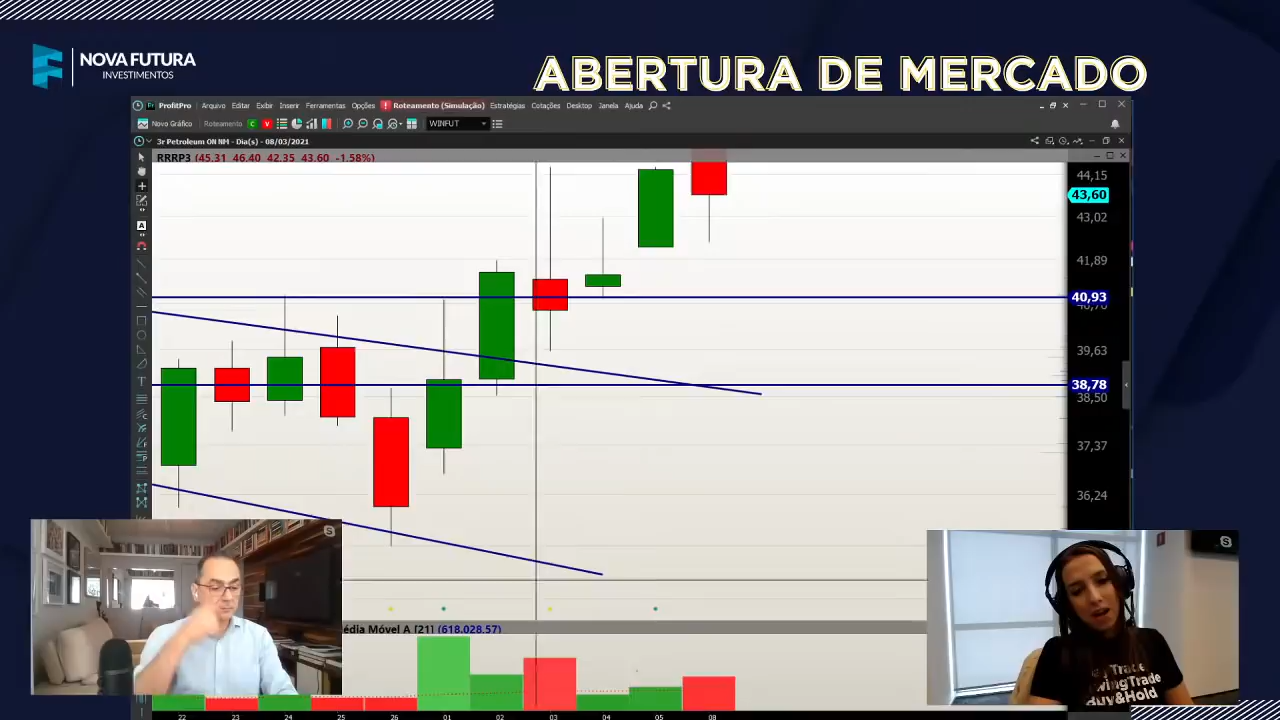 NOVA FUTURA
INVESTIMENTOS
ABERTURA DE MERCADO
ProfitPro Arquivo Editar Exibir Inserir Ferramentas Opções Roteamento (Simulação) Estratégias Cotações Desktop Janela Ajuda
Novo Gráfico Roteamento C V WINFUT
3r Petroleum ON NM - Dia(s) - 08/03/2021
RRRP3 (45.31 46.40 42.35 43.60 -1.58%)
44,15
43,60
43,02
41,89
40,93
39,63
38,78
38,50
37,37
36,24
édia Móvel A [21] (618.028,57)
22 23 24 25 26 01 02 03 04 05 08
Trade
wingTrade
Buy&Hold